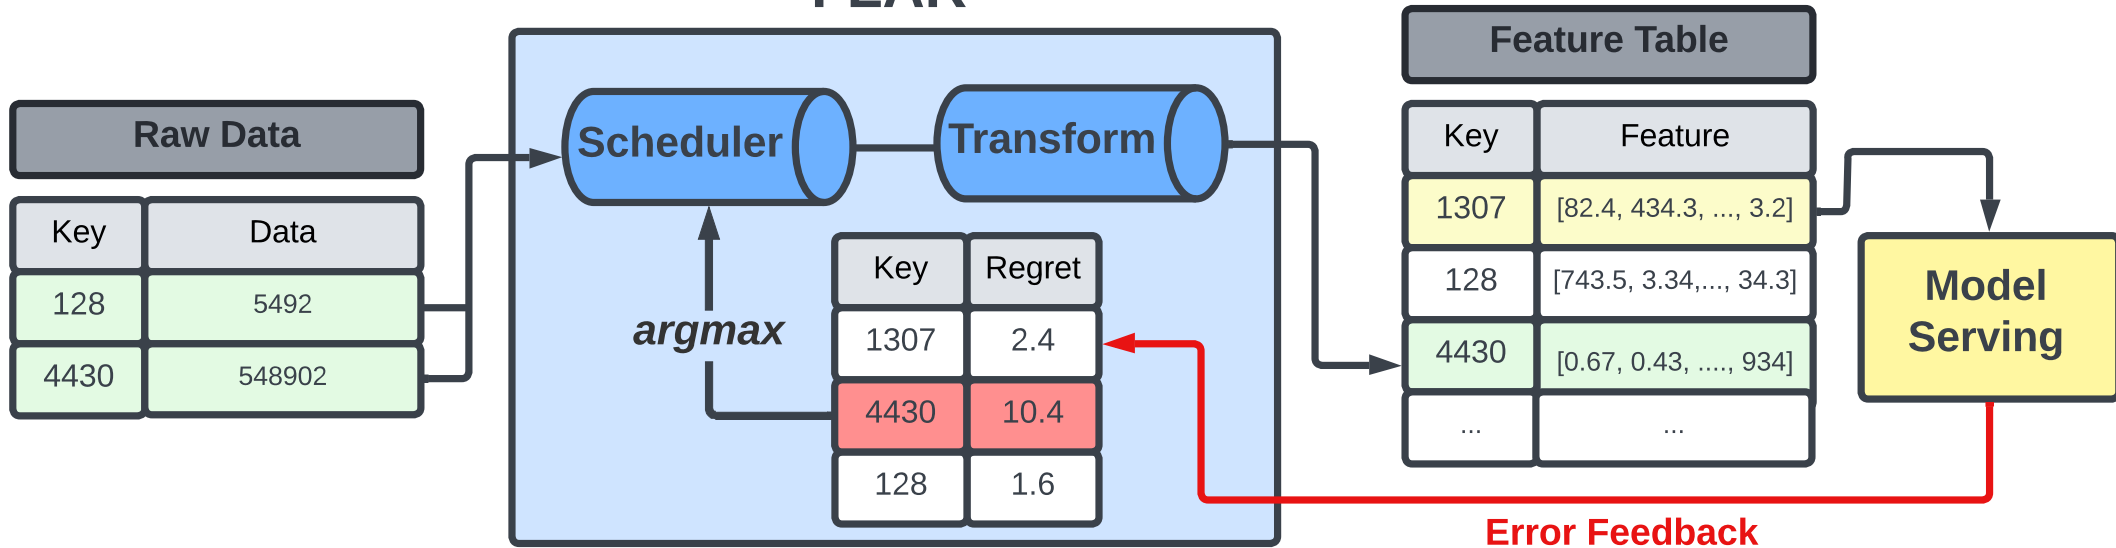 Raw Data
Key Data
128 5492
4430 548902
Scheduler
Transform
argmax
Key Regret
1307 2.4
4430 10.4
128 1.6
Feature Table
Key Feature
1307 [82.4, 434.3, ..., 3.2]
128 [743.5, 3.34,..., 34.3]
4430 [0.67, 0.43, ...., 934]
... ...
Model
Serving
Error Feedback